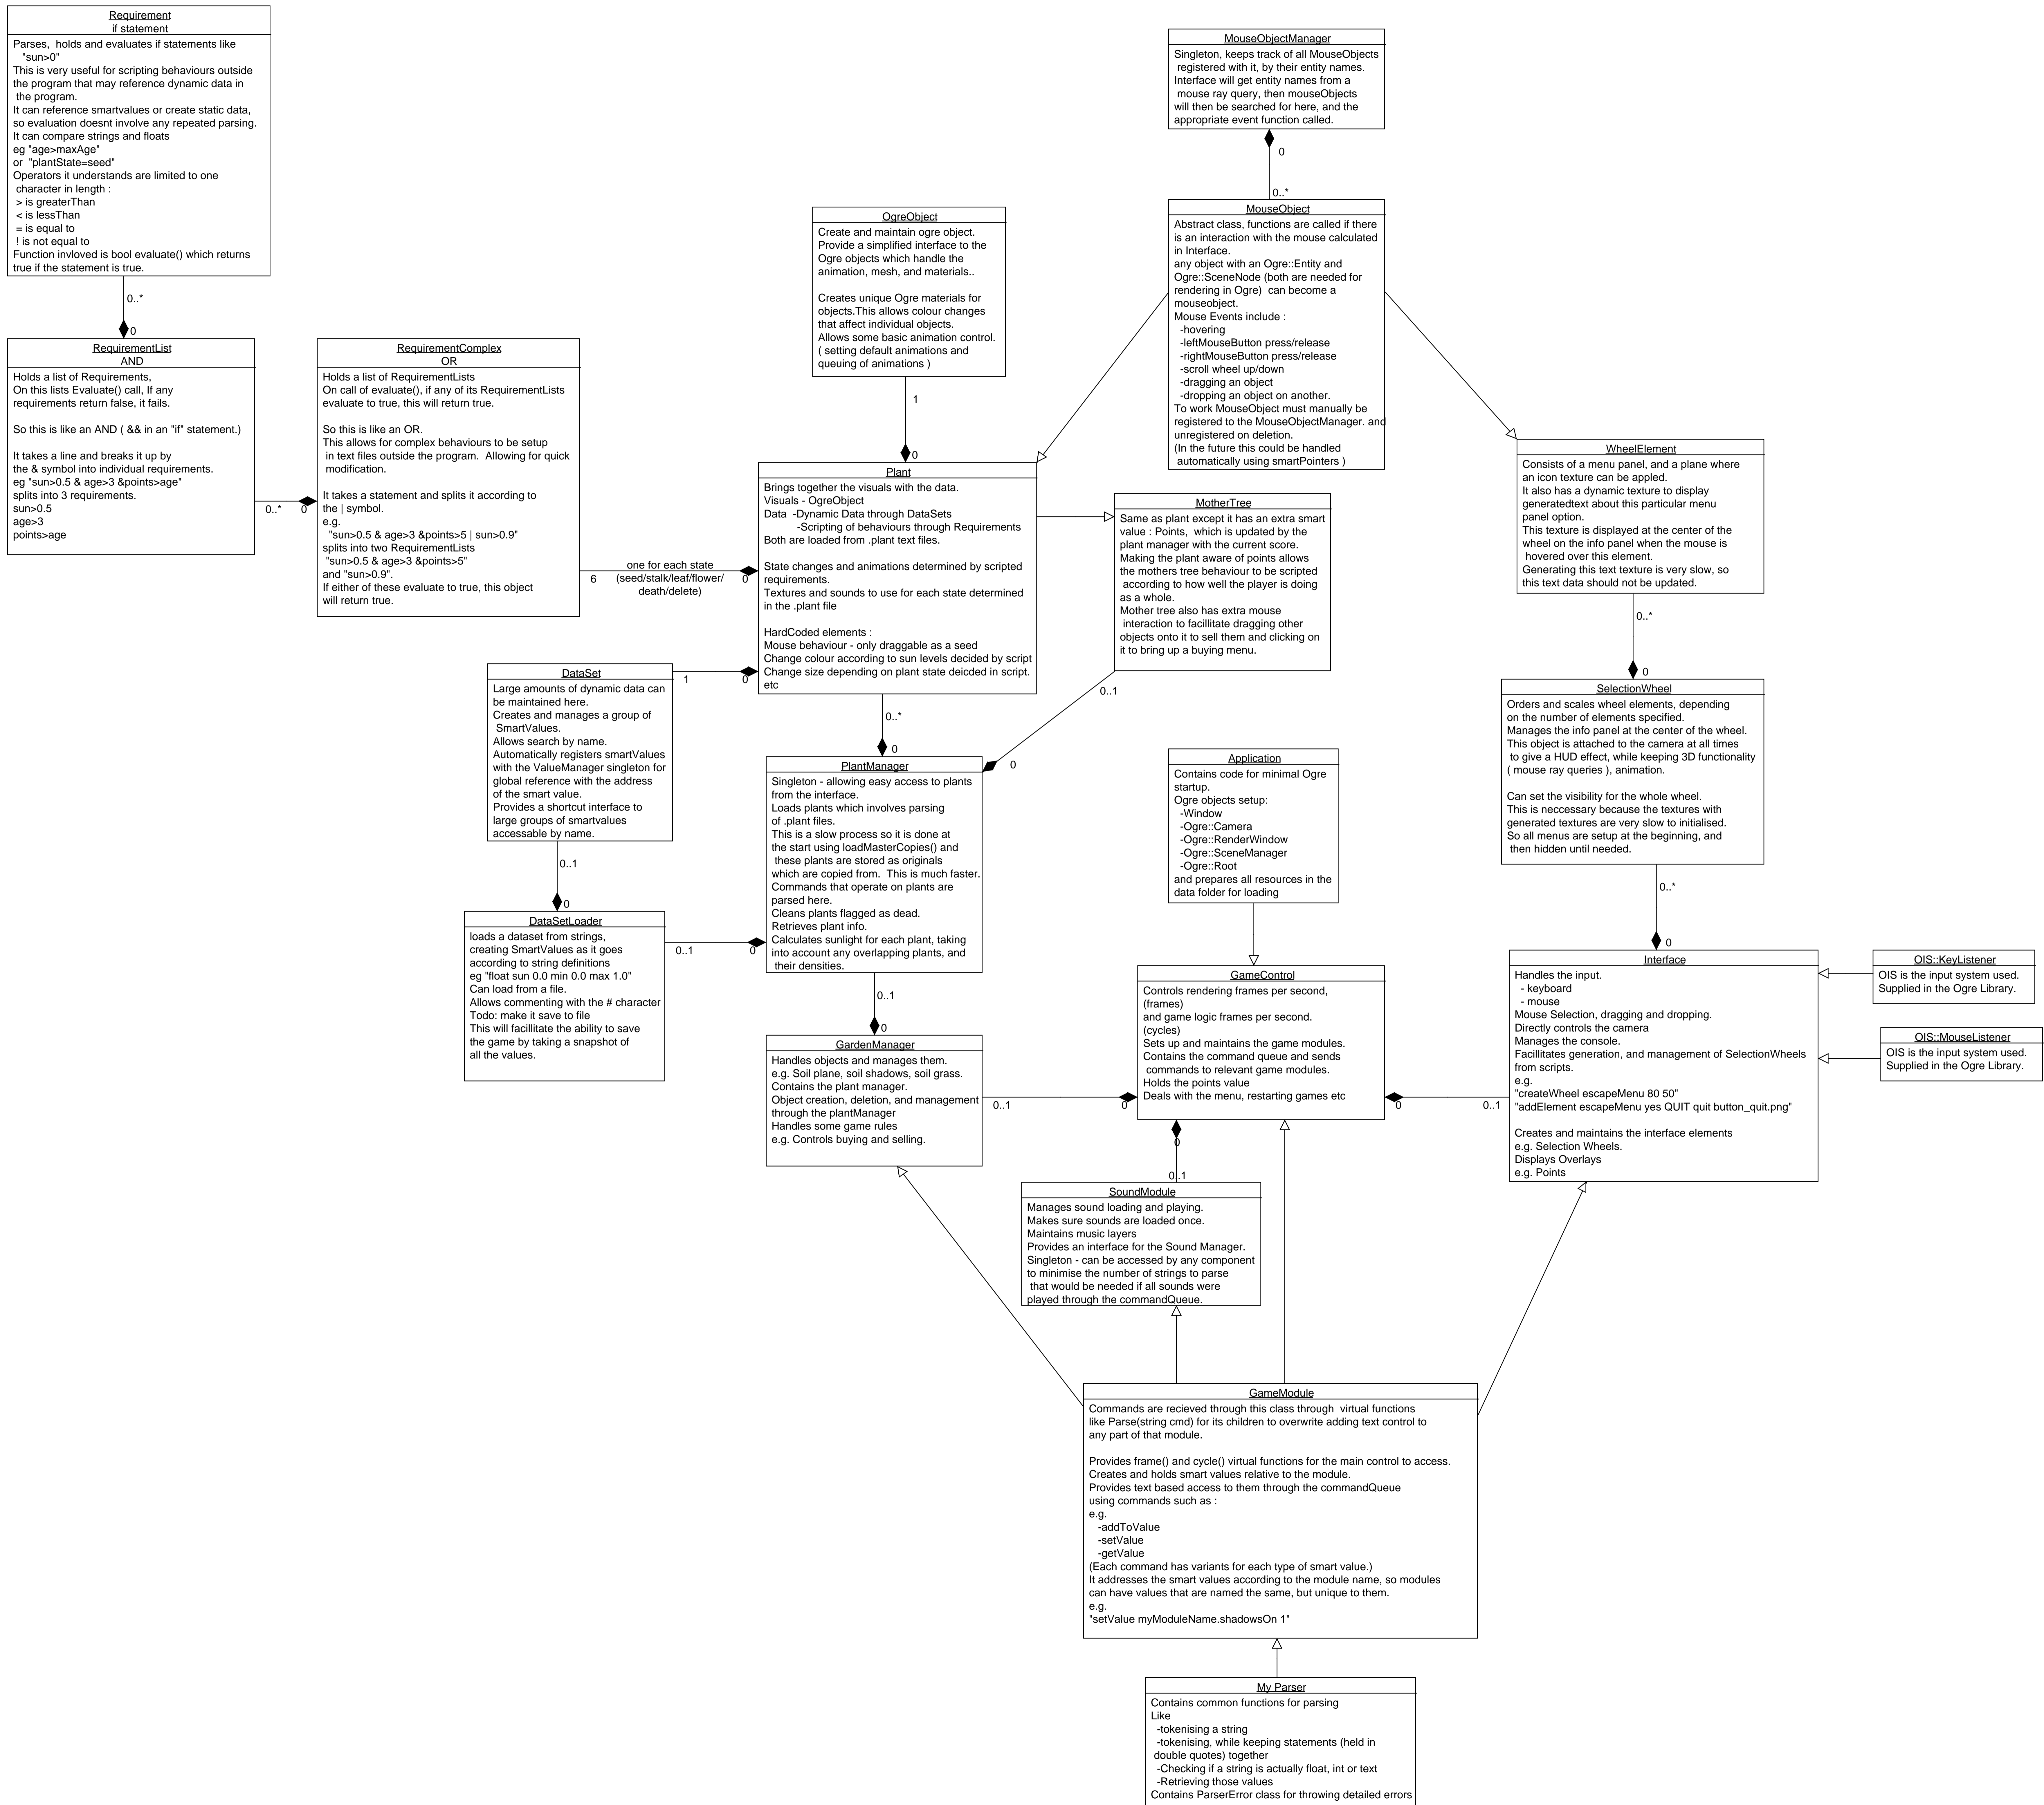 Requirement
if statement
Parses,  holds and evaluates if statements like
"sun>0"
This is very useful for scripting behaviours outside
the program that may reference dynamic data in
the program.
It can reference smartvalues or create static data,
so evaluation doesnt involve any repeated parsing.
It can compare strings and floats
eg "age>maxAge"
or  "plantState=seed"
Operators it understands are limited to one
character in length :
> is greaterThan
< is lessThan
= is equal to
! is not equal to
Function invloved is bool evaluate() which returns
true if the statement is true.
0..*
0
RequirementList
AND
Holds a list of Requirements,
On this lists Evaluate() call, If any
requirements return false, it fails.
So this is like an AND ( && in an "if" statement.)
It takes a line and breaks it up by
the & symbol into individual requirements.
eg "sun>0.5 & age>3 &points>age"
splits into 3 requirements.
sun>0.5
age>3
points>age
0..*
0
RequirementComplex
OR
Holds a list of RequirementLists
On call of evaluate(), if any of its RequirementLists
evaluate to true, this will return true.
So this is like an OR.
This allows for complex behaviours to be setup
in text files outside the program.  Allowing for quick
modification.
It takes a statement and splits it according to
the | symbol.
e.g.
"sun>0.5 & age>3 &points>5 | sun>0.9"
splits into two RequirementLists
"sun>0.5 & age>3 &points>5"
and "sun>0.9".
If either of these evaluate to true, this object
will return true.
6
one for each state
(seed/stalk/leaf/flower/
death/delete)
0
OgreObject
Create and maintain ogre object.
Provide a simplified interface to the
Ogre objects which handle the
animation, mesh, and materials..
Creates unique Ogre materials for
objects.This allows colour changes
that affect individual objects.
Allows some basic animation control.
( setting default animations and
queuing of animations )
1
0
Plant
Brings together the visuals with the data.
Visuals - OgreObject
Data  -Dynamic Data through DataSets
-Scripting of behaviours through Requirements
Both are loaded from .plant text files.
State changes and animations determined by scripted
requirements.
Textures and sounds to use for each state determined
in the .plant file
HardCoded elements :
Mouse behaviour - only draggable as a seed
Change colour according to sun levels decided by script
Change size depending on plant state deicded in script.
etc
MouseObjectManager
Singleton, keeps track of all MouseObjects
registered with it, by their entity names.
Interface will get entity names from a
mouse ray query, then mouseObjects
will then be searched for here, and the
appropriate event function called.
0
0..*
MouseObject
Abstract class, functions are called if there
is an interaction with the mouse calculated
in Interface.
any object with an Ogre::Entity and
Ogre::SceneNode (both are needed for
rendering in Ogre)  can become a
mouseobject.
Mouse Events include :
-hovering
-leftMouseButton press/release
-rightMouseButton press/release
-scroll wheel up/down
-dragging an object
-dropping an object on another.
To work MouseObject must manually be
registered to the MouseObjectManager. and
unregistered on deletion.
(In the future this could be handled
automatically using smartPointers )
MotherTree
Same as plant except it has an extra smart
value : Points,  which is updated by the
plant manager with the current score.
Making the plant aware of points allows
the mothers tree behaviour to be scripted
according to how well the player is doing
as a whole.
Mother tree also has extra mouse
interaction to facillitate dragging other
objects onto it to sell them and clicking on
it to bring up a buying menu.
0..1
0
WheelElement
Consists of a menu panel, and a plane where
an icon texture can be appled.
It also has a dynamic texture to display
generatedtext about this particular menu
panel option.
This texture is displayed at the center of the
wheel on the info panel when the mouse is
hovered over this element.
Generating this text texture is very slow, so
this text data should not be updated.
0..*
0
SelectionWheel
Orders and scales wheel elements, depending
on the number of elements specified.
Manages the info panel at the center of the wheel.
This object is attached to the camera at all times
to give a HUD effect, while keeping 3D functionality
( mouse ray queries ), animation.
Can set the visibility for the whole wheel.
This is neccessary because the textures with
generated textures are very slow to initialised.
So all menus are setup at the beginning, and
then hidden until needed.
0..*
0
DataSet
Large amounts of dynamic data can
be maintained here.
Creates and manages a group of
SmartValues.
Allows search by name.
Automatically registers smartValues
with the ValueManager singleton for
global reference with the address
of the smart value.
Provides a shortcut interface to
large groups of smartvalues
accessable by name.
1
0
0..1
0
DataSetLoader
loads a dataset from strings,
creating SmartValues as it goes
according to string definitions
eg "float sun 0.0 min 0.0 max 1.0"
Can load from a file.
Allows commenting with the # character
Todo: make it save to file
This will facillitate the ability to save
the game by taking a snapshot of
all the values.
0..1
0
0..*
0
PlantManager
Singleton - allowing easy access to plants
from the interface.
Loads plants which involves parsing
of .plant files.
This is a slow process so it is done at
the start using loadMasterCopies() and
these plants are stored as originals
which are copied from.  This is much faster.
Commands that operate on plants are
parsed here.
Cleans plants flagged as dead.
Retrieves plant info.
Calculates sunlight for each plant, taking
into account any overlapping plants, and
their densities.
0..1
0
GardenManager
Handles objects and manages them.
e.g. Soil plane, soil shadows, soil grass.
Contains the plant manager.
Object creation, deletion, and management
through the plantManager
Handles some game rules
e.g. Controls buying and selling.
0..1
0
Application
Contains code for minimal Ogre
startup.
Ogre objects setup:
-Window
-Ogre::Camera
-Ogre::RenderWindow
-Ogre::SceneManager
-Ogre::Root
and prepares all resources in the
data folder for loading
GameControl
Controls rendering frames per second,
(frames)
and game logic frames per second.
(cycles)
Sets up and maintains the game modules.
Contains the command queue and sends
commands to relevant game modules.
Holds the points value
Deals with the menu, restarting games etc
0
0..1
0
0..1
Interface
Handles the input.
- keyboard
- mouse
Mouse Selection, dragging and dropping.
Directly controls the camera
Manages the console.
Facillitates generation, and management of SelectionWheels
from scripts.
e.g.
"createWheel escapeMenu 80 50"
"addElement escapeMenu yes QUIT quit button_quit.png"
Creates and maintains the interface elements
e.g. Selection Wheels.
Displays Overlays
e.g. Points
OIS::KeyListener
OIS is the input system used.
Supplied in the Ogre Library.
OIS::MouseListener
OIS is the input system used.
Supplied in the Ogre Library.
SoundModule
Manages sound loading and playing.
Makes sure sounds are loaded once.
Maintains music layers
Provides an interface for the Sound Manager.
Singleton - can be accessed by any component
to minimise the number of strings to parse
that would be needed if all sounds were
played through the commandQueue.
GameModule
Commands are recieved through this class through  virtual functions
like Parse(string cmd) for its children to overwrite adding text control to
any part of that module.
Provides frame() and cycle() virtual functions for the main control to access.
Creates and holds smart values relative to the module.
Provides text based access to them through the commandQueue
using commands such as :
e.g.
-addToValue
-setValue
-getValue
(Each command has variants for each type of smart value.)
It addresses the smart values according to the module name, so modules
can have values that are named the same, but unique to them.
e.g.
"setValue myModuleName.shadowsOn 1"
My Parser
Contains common functions for parsing
Like
-tokenising a string
-tokenising, while keeping statements (held in
double quotes) together
-Checking if a string is actually float, int or text
-Retrieving those values
Contains ParserError class for throwing detailed errors